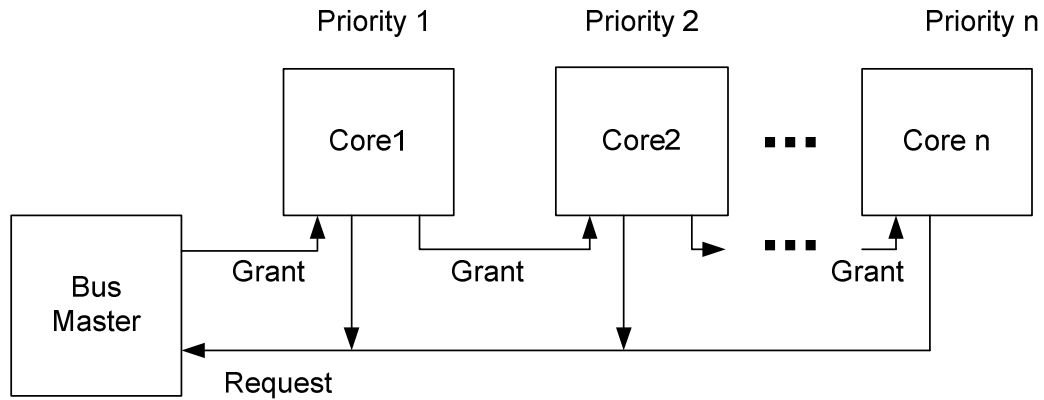 Priority 1
Priority 2
Priority n
Core1
Core2
Core n
Grant
Grant
Grant
Bus
Master
Request